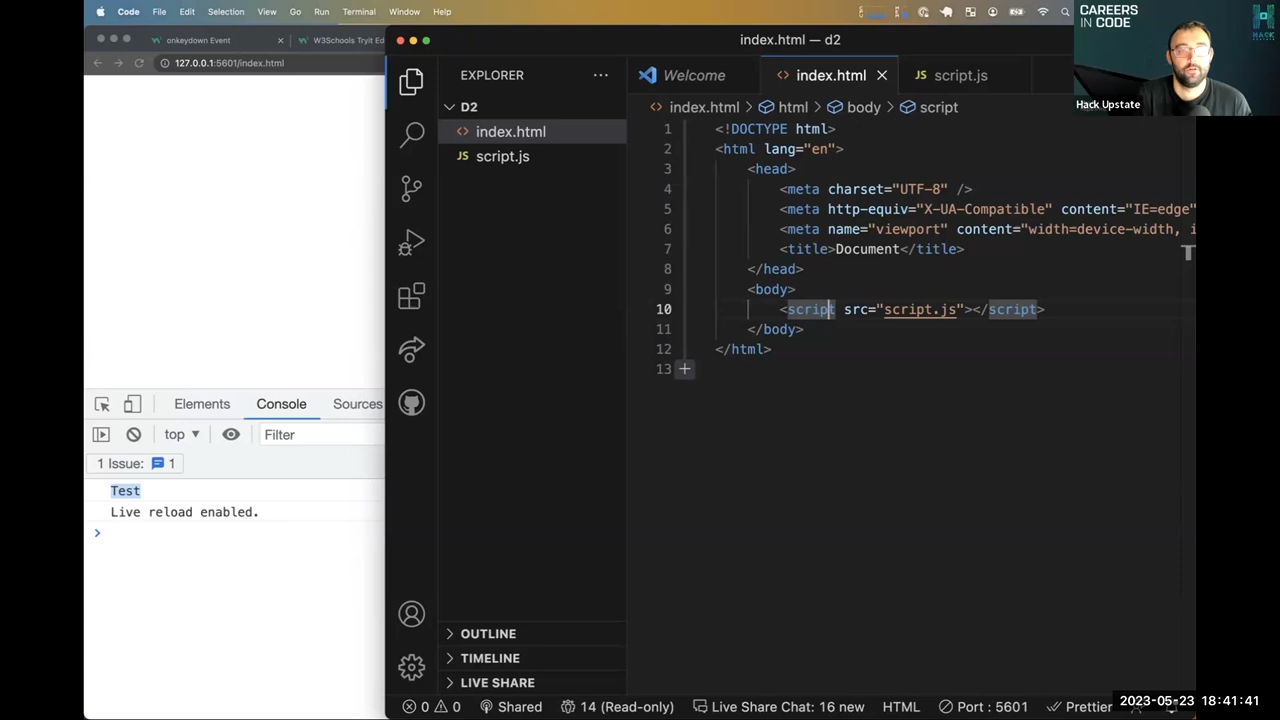 Code File Edit Selection View Go Run Terminal Window Help
CAREERS
IN CODE
HACK
UPSTATE
Hack Upstate
onkeydown Event
W3Schools Tryit Ed
127.0.0.1:5601/index.html
index.html — d2
EXPLORER
D2
index.html
JS script.js
Welcome
index.html
JS script.js
index.html > html > body > script
1 <!DOCTYPE html>
2 <html lang="en">
3 <head>
4 <meta charset="UTF-8" />
5 <meta http-equiv="X-UA-Compatible" content="IE=edge"
6 <meta name="viewport" content="width=device-width, i
7 <title>Document</title>
8 </head>
9 <body>
10 <script src="script.js"></script>
11 </body>
12 </html>
13
Elements Console Sources
top Filter
1 Issue: 1
Test
Live reload enabled.
OUTLINE
TIMELINE
LIVE SHARE
0 0 Shared 14 (Read-only) Live Share Chat: 16 new HTML Port : 5601 Prettier
2023-05-23 18:41:41